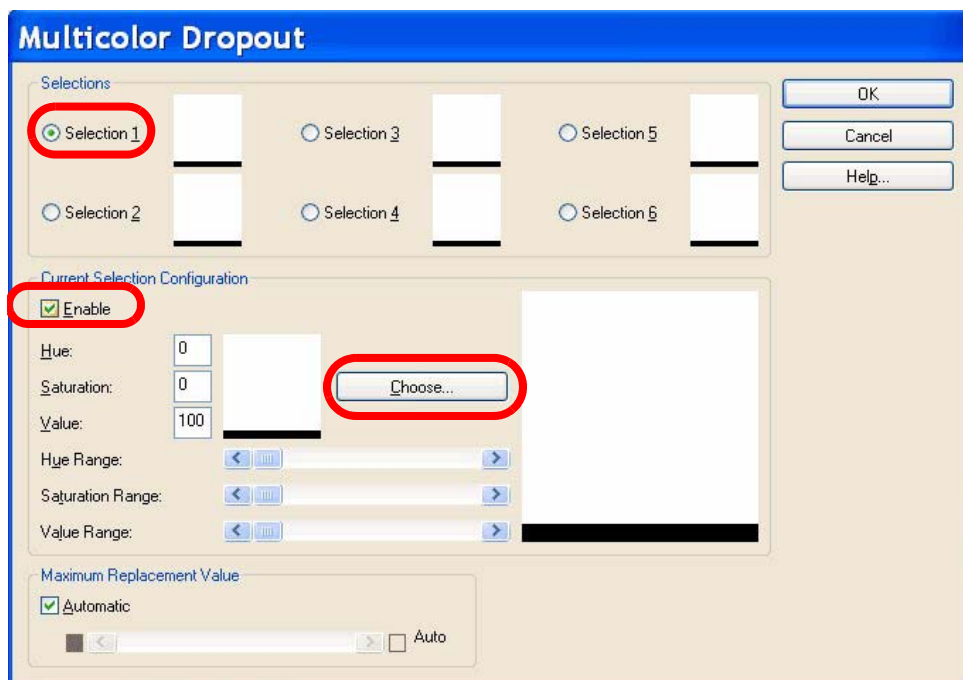 Multicolor Dropout
Selections
Selection 1
Selection 3
Selection 5
Selection 2
Selection 4
Selection 6
OK
Cancel
Help...
Current Selection Configuration
Enable
Hue: 0
Saturation: 0
Choose...
Value: 100
Hue Range:
Saturation Range:
Value Range:
Maximum Replacement Value
Automatic
Auto